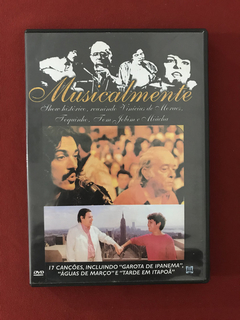 Musicalmente
Show histórico, reunindo Vinícius de Moraes,
Toquinho, Tom Jobim e Miúcha
17 CANÇÕES, INCLUINDO "GAROTA DE IPANEMA",
"ÁGUAS DE MARÇO" E "TARDE EM ITAPOÃ"
DVD